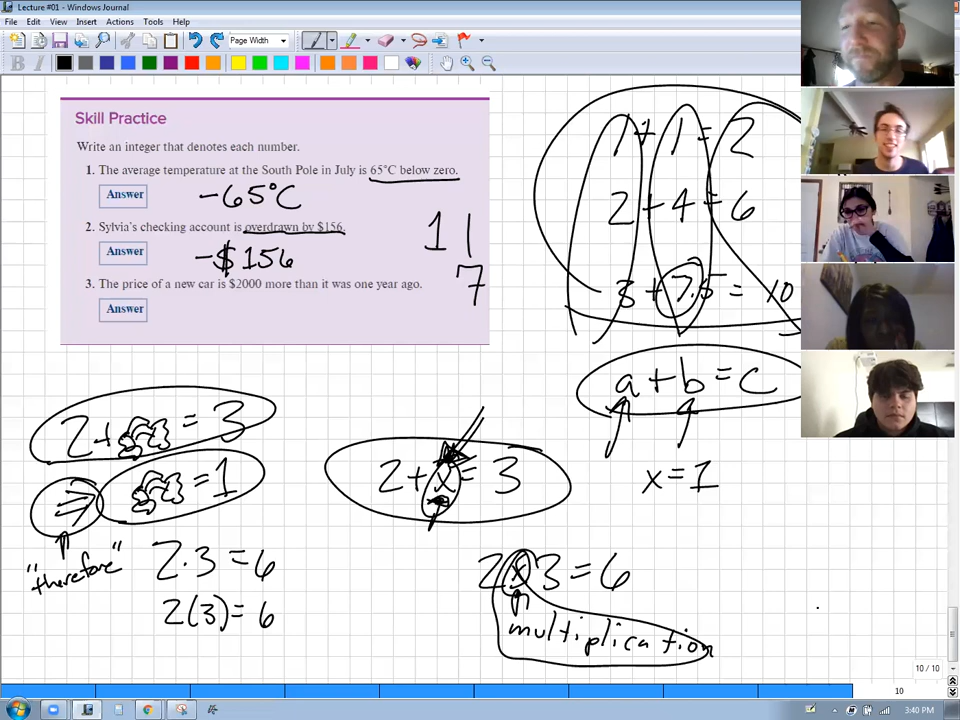 Lecture #01 - Windows Journal
File Edit View Insert Actions Tools Help
Page Width
B I
Skill Practice
Write an integer that denotes each number.
1. The average temperature at the South Pole in July is 65°C below zero.
Answer
-65°C
2. Sylvia's checking account is overdrawn by $156.
Answer
-$156
3. The price of a new car is $2000 more than it was one year ago.
Answer
11
7
1+1=2
2+4=6
3+7.5=10
a+b=c
x=1
2+ =3
⇒ =1
"therefore"
2·3=6
2(3)=6
2+x=3
2x3=6
multiplication
10 / 10
10
3:40 PM